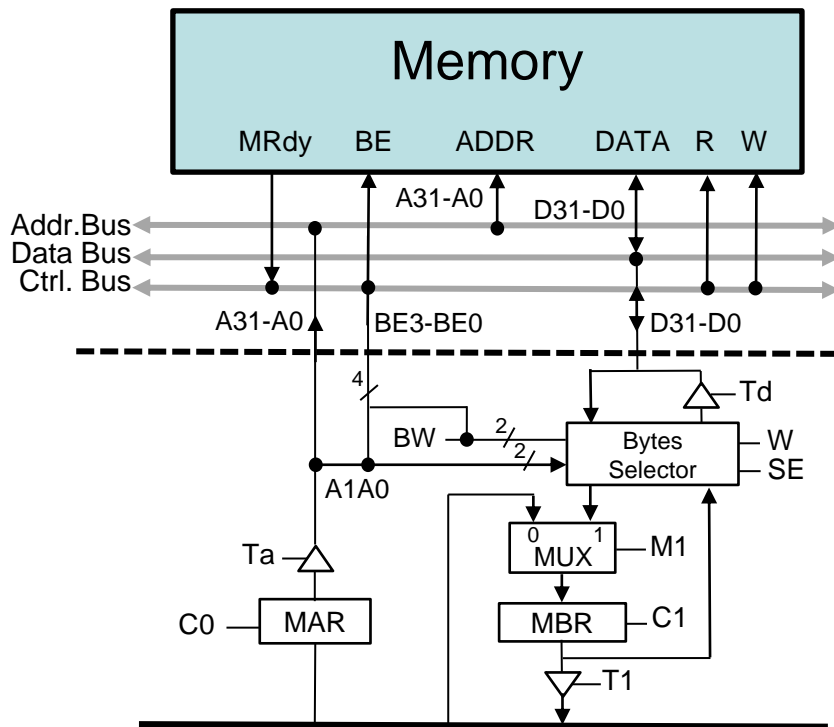 Memory
MRdy BE ADDR DATA R W
A31-A0 D31-D0
Addr.Bus
Data Bus
Ctrl. Bus
A31-A0 BE3-BE0 D31-D0
4
Td
BW 2
Bytes
Selector
W
2
SE
A1A0
0 1
MUX
M1
Ta
C0
MAR
MBR
C1
T1